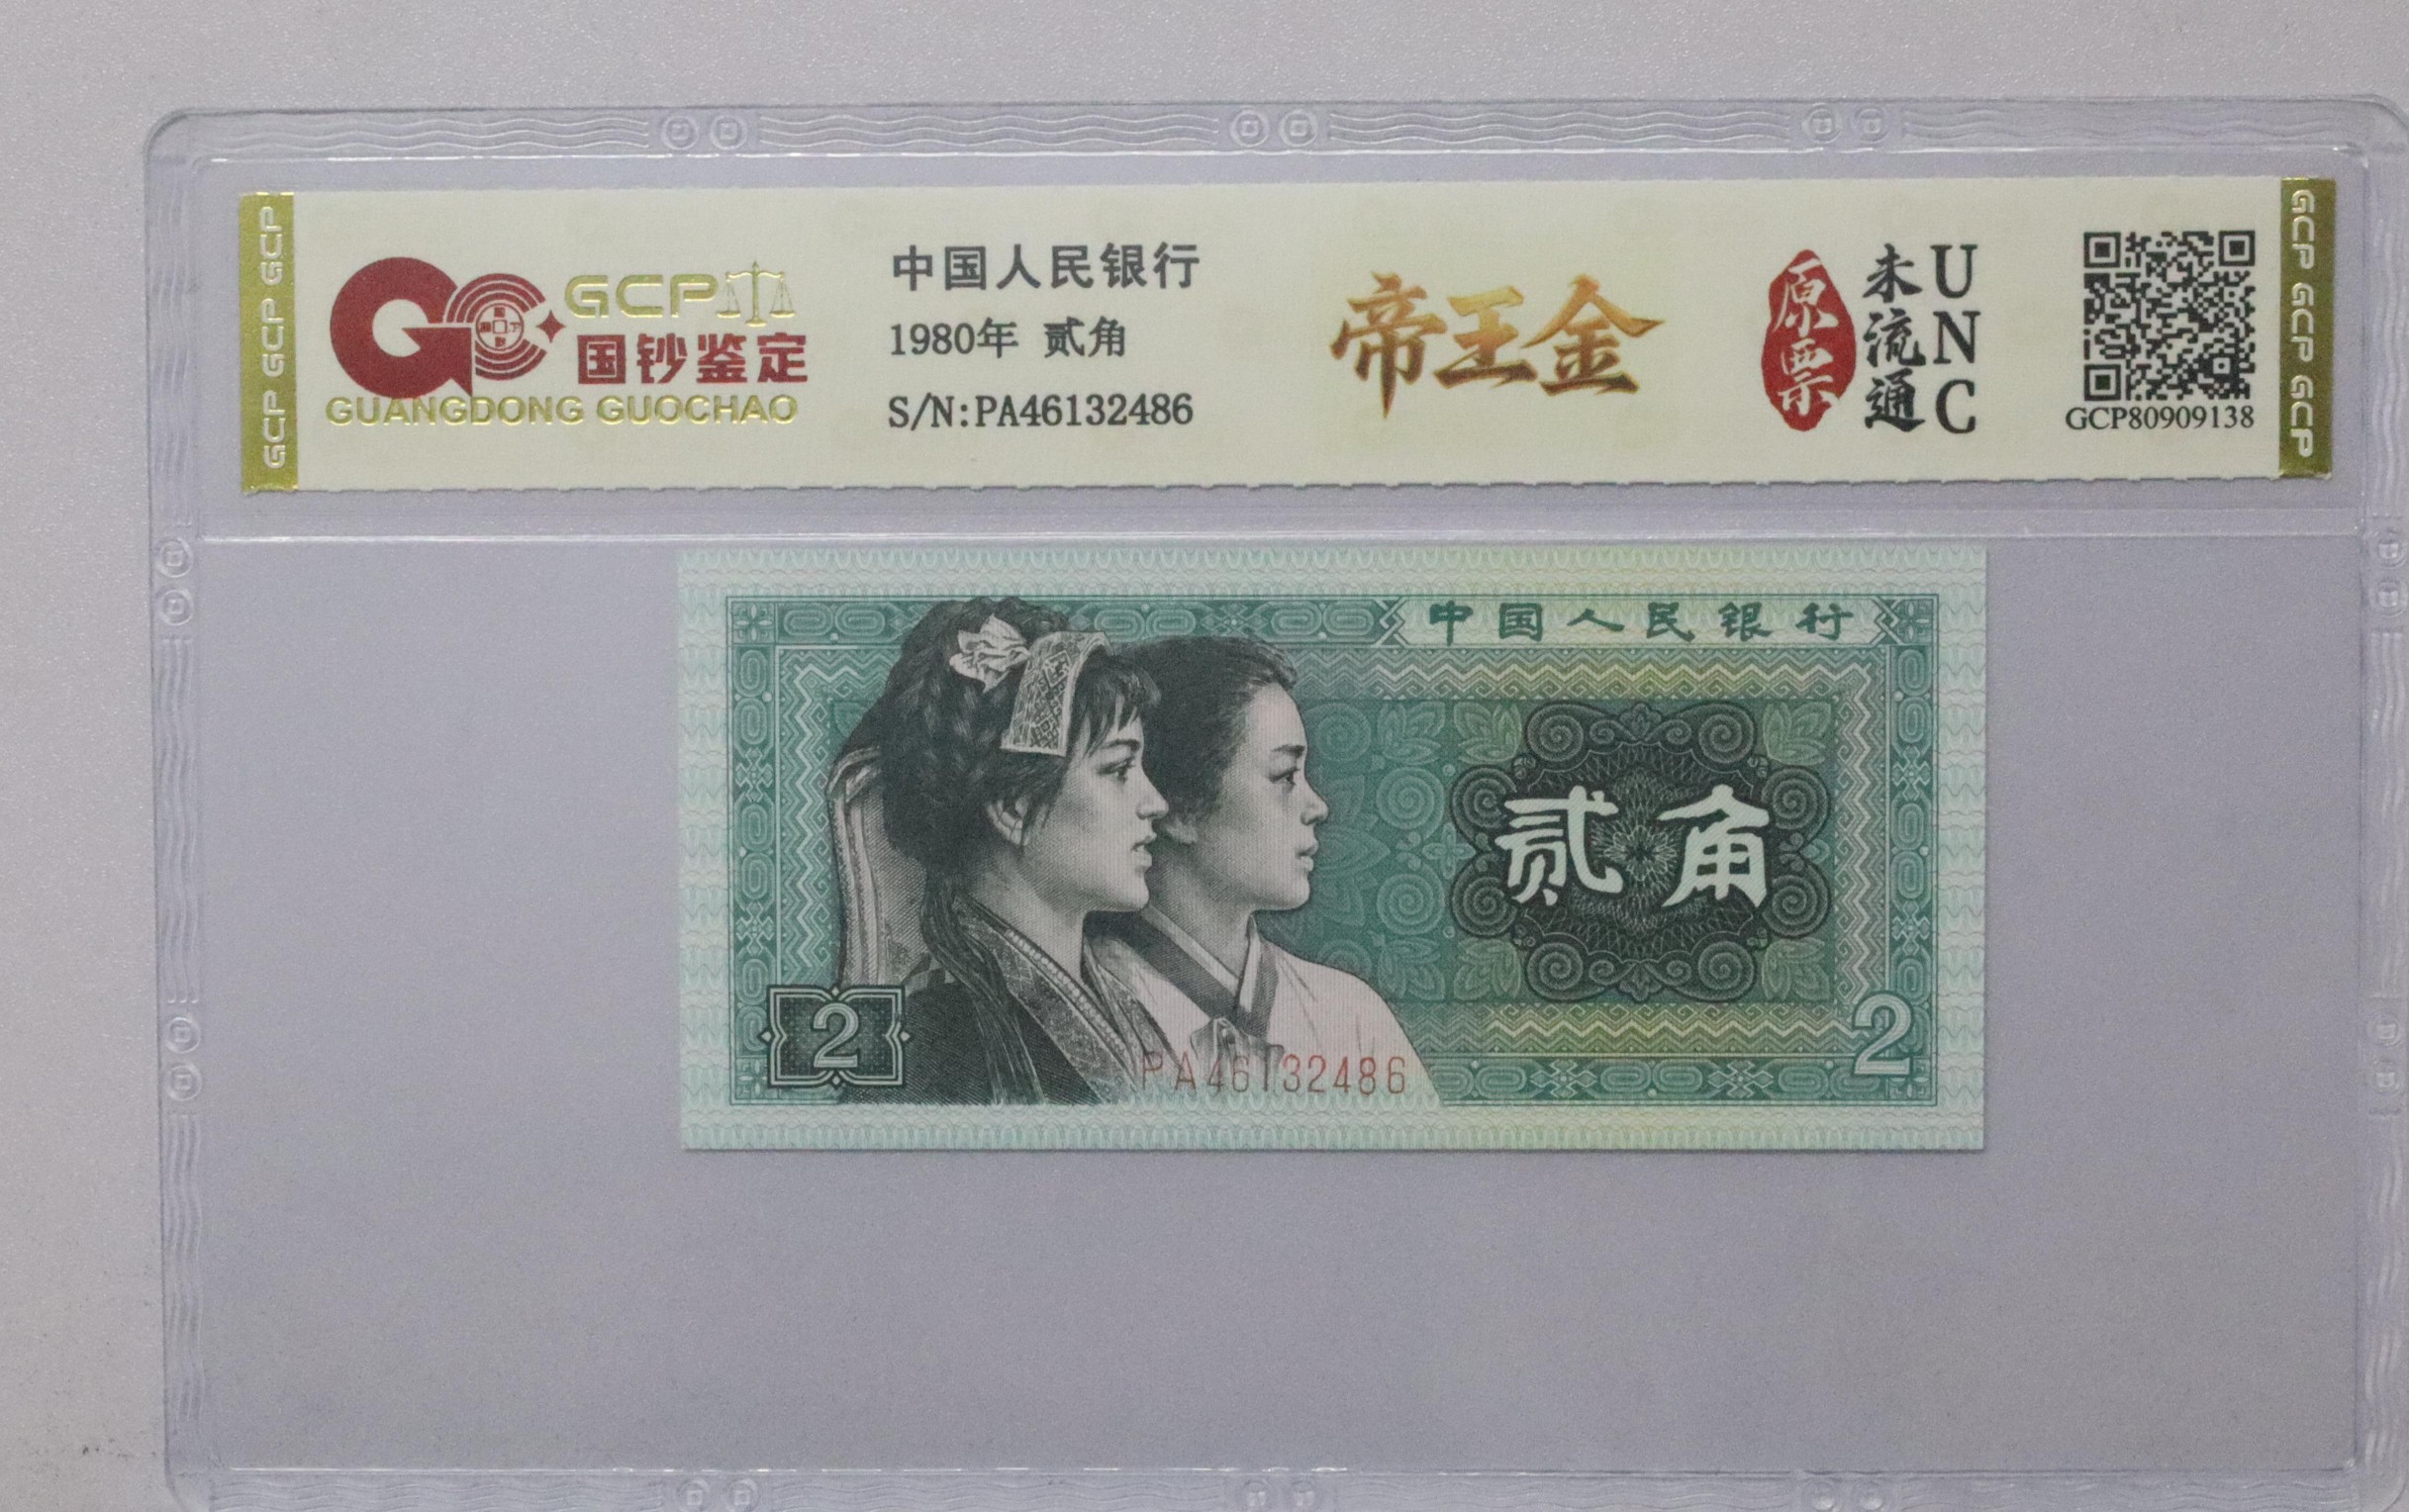 GCP GCP GCP
GCP
国钞鉴定
GUANGDONG GUOCHAO
中国人民银行
1980年 贰角
S/N:PA46132486
帝王金
原票
未流通
UNC
GCP80909138
GCP GCP GCP
中国人民银行
贰角
2
2
PA46132486